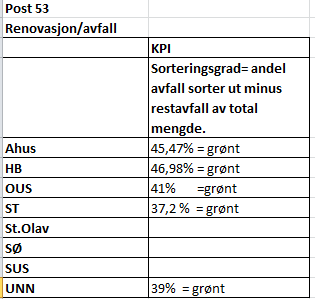 Post 53
Renovasjon/avfall
KPI
Sorteringsgrad= andel
avfall sorter ut minus
restavfall av total
mengde.
Ahus 45,47% = grønt
HB 46,98% = grønt
OUS 41% =grønt
ST 37,2 % = grønt
St.Olav
SØ
SUS
UNN 39% = grønt